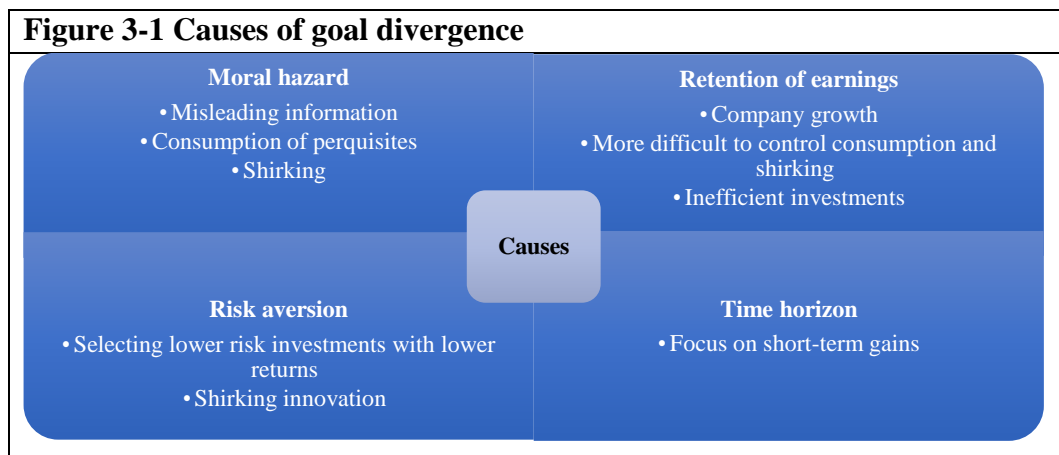 Figure 3-1 Causes of goal divergence
Moral hazard
• Misleading information
• Consumption of perquisites
• Shirking
Retention of earnings
• Company growth
• More difficult to control consumption and
shirking
• Inefficient investments
Causes
Risk aversion
• Selecting lower risk investments with lower
returns
• Shirking innovation
Time horizon
• Focus on short-term gains